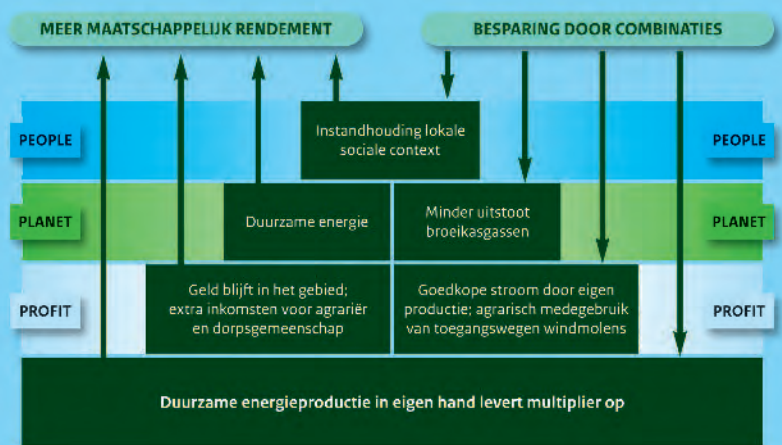 MEER MAATSCHAPPELIJK RENDEMENT
BESPARING DOOR COMBINATIES
PEOPLE
Instandhouding lokale
sociale context
PEOPLE
PLANET
Duurzame energie
Minder uitstoot
broeikasgassen
PLANET
PROFIT
Geld blijft in het gebied;
extra inkomsten voor agrariër
en dorpsgemeenschap
Goedkope stroom door eigen
productie; agrarisch medegebruik
van toegangswegen windmolens
PROFIT
Duurzame energieproductie in eigen hand levert multiplier op